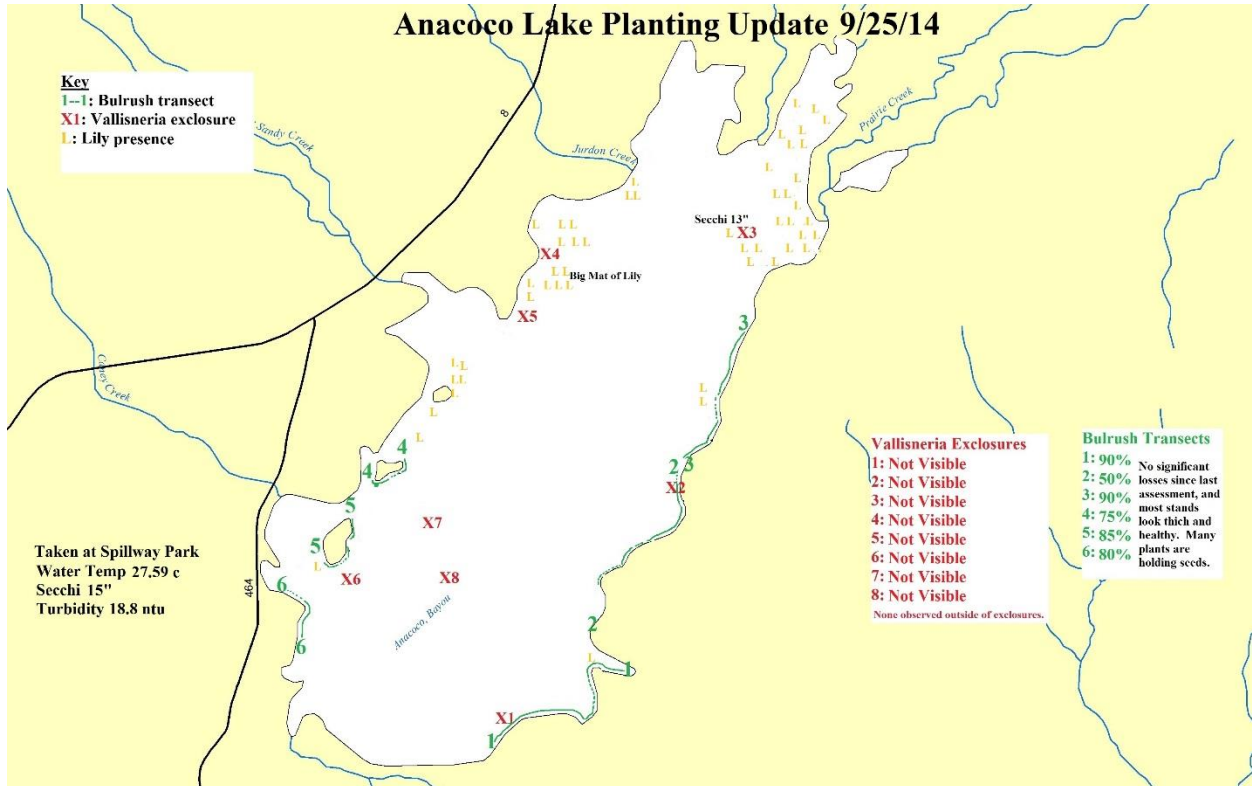 Anacoco Lake Planting Update 9/25/14
Key
1--1: Bulrush transect
X1: Vallisneria exclosure
L: Lily presence
Sandy Creek
8
Jurdon Creek
Prairie Creek
Secchi 13"
X3
X4
Big Mat of Lily
X5
3
Caney Creek
4
4
2
3
X2
5
X7
5
X6
X8
6
Anacoco, Bayou
464
6
2
1
X1
1
Taken at Spillway Park
Water Temp 27.59 c
Secchi 15"
Turbidity 18.8 ntu
Vallisneria Exclosures
1: Not Visible
2: Not Visible
3: Not Visible
4: Not Visible
5: Not Visible
6: Not Visible
7: Not Visible
8: Not Visible
None observed outside of exclosures.
Bulrush Transects
1: 90%
2: 50%
3: 90%
4: 75%
5: 85%
6: 80%
No significant
losses since last
assessment, and
most stands
look thich and
healthy. Many
plants are
holding seeds.